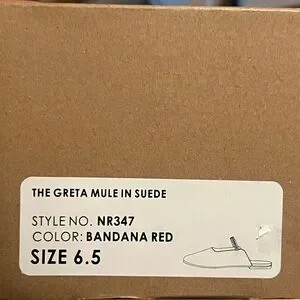 THE GRETA MULE IN SUEDE
STYLE NO. NR347
COLOR: BANDANA RED
SIZE 6.5